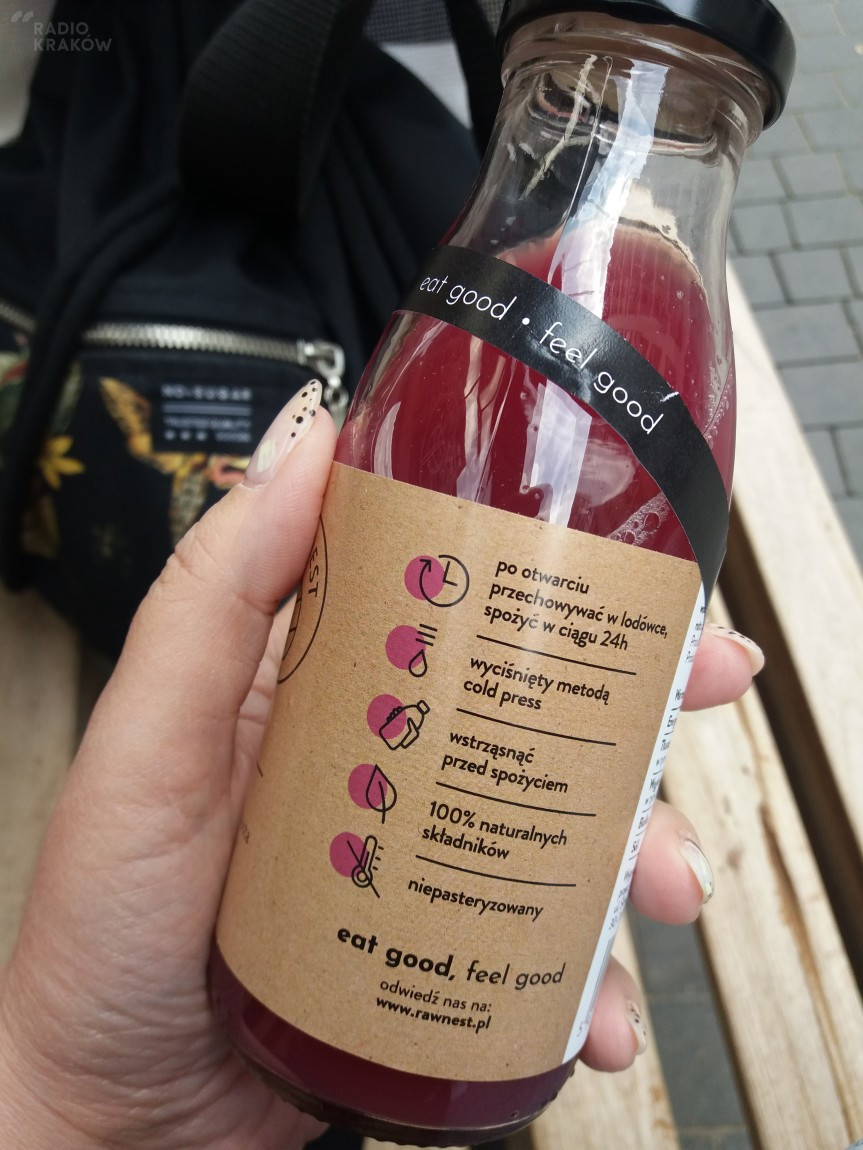 RADIO
KRAKÓW
eat good • feel good
NO·SUGAR
EST
po otwarciu
przechowywać w lodówce,
spożyć w ciągu 24h
wyciśnięty metodą
cold press
wstrząsnąć
przed spożyciem
100% naturalnych
składników
niepasteryzowany
eat good, feel good
odwiedź nas na:
www.rawnest.pl